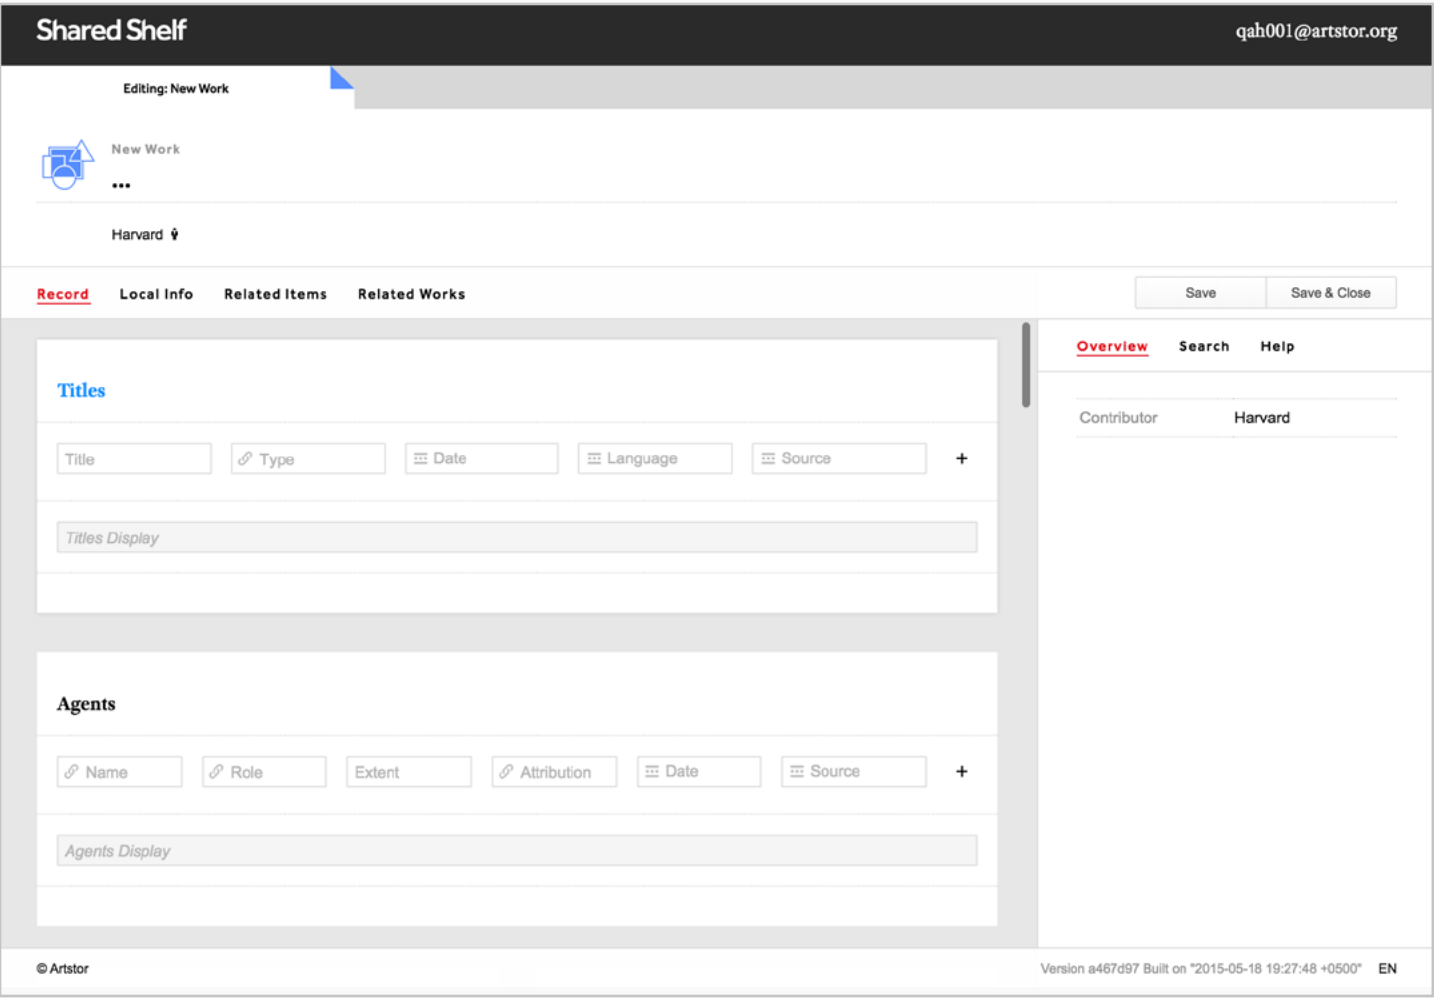 Shared Shelf
qah001@artstor.org
Editing: New Work
New Work
...
Harvard
Record Local Info Related Items Related Works
Save Save & Close
Overview Search Help
Contributor Harvard
Titles
Title Type Date Language Source +
Titles Display
Agents
Name Role Extent Attribution Date Source +
Agents Display
© Artstor
Version a467d97 Built on "2015-05-18 19:27:48 +0500" EN